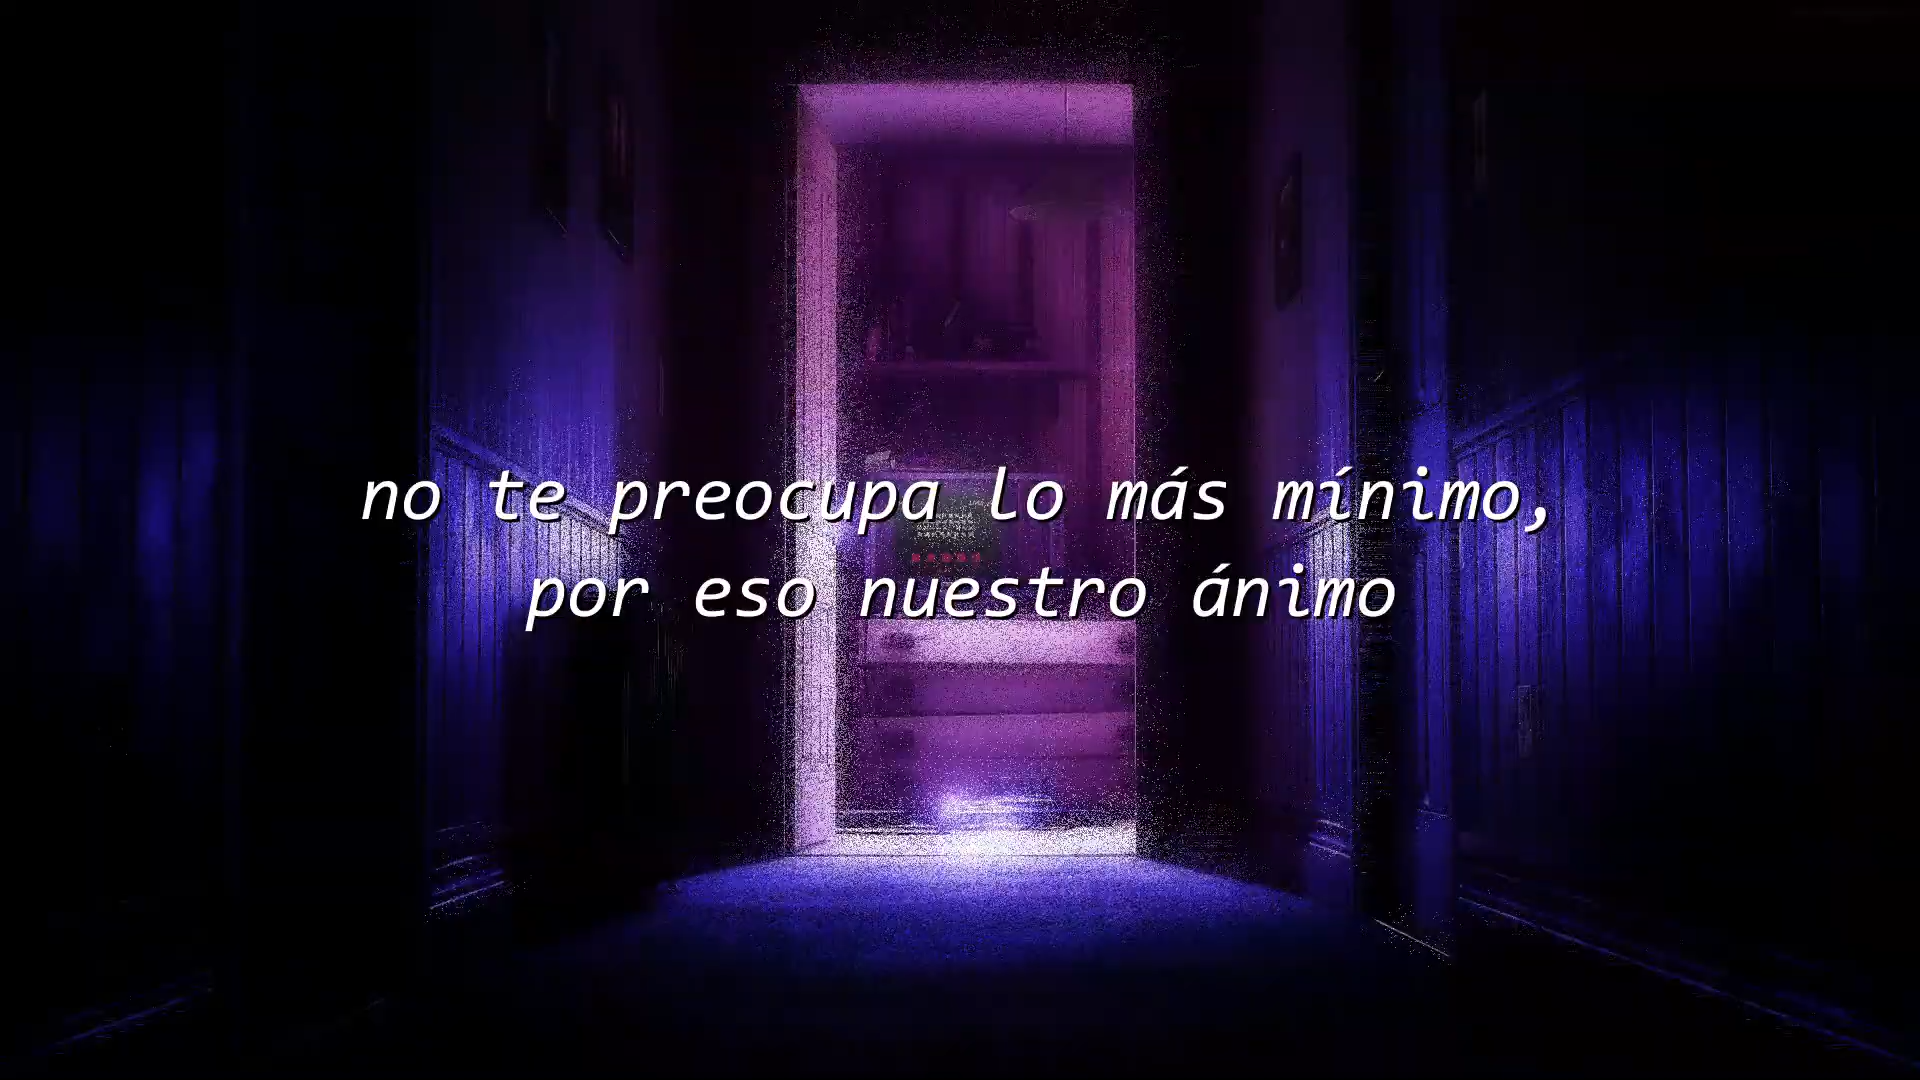 no te preocupa lo más mínimo,
por eso nuestro ánimo